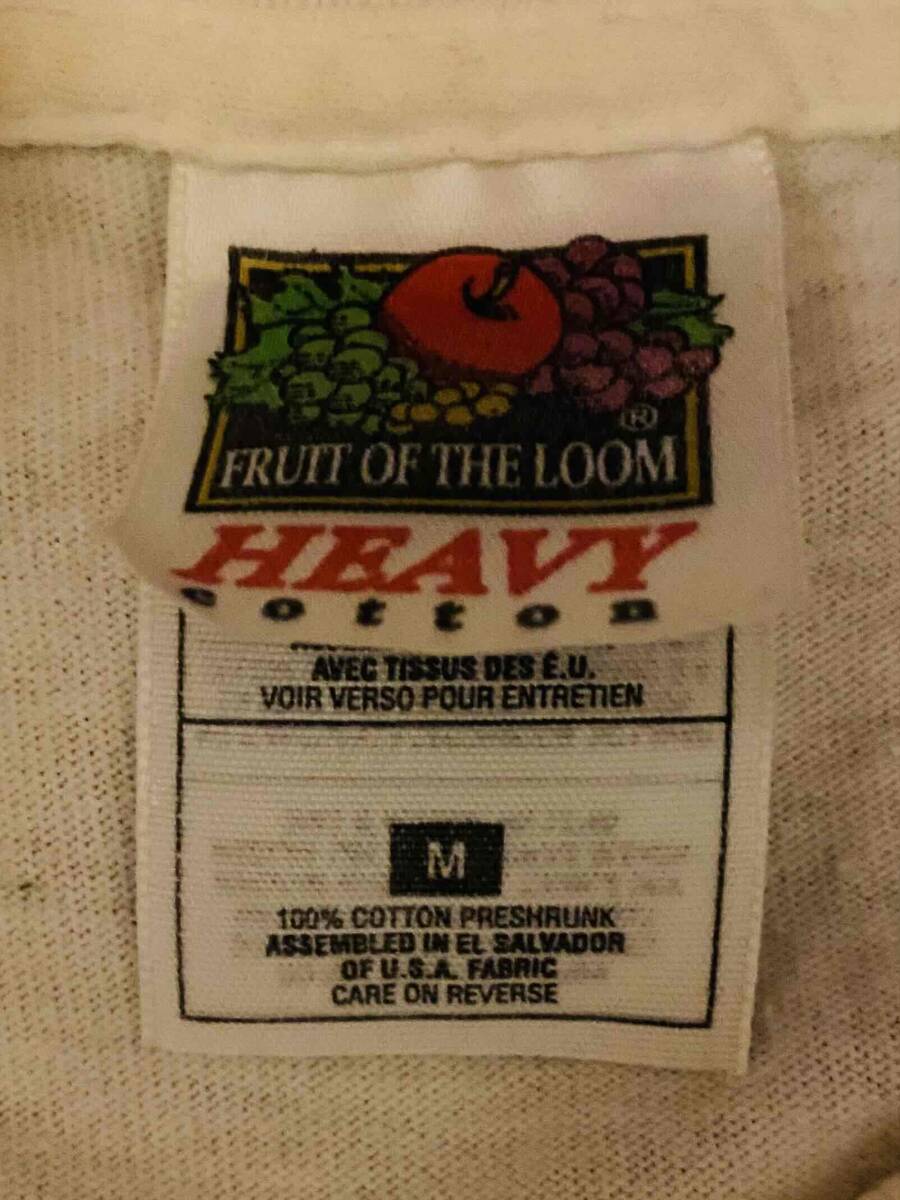 ®
FRUIT OF THE LOOM
HEAVY
cotton
AVEC TISSUS DES É.U.
VOIR VERSO POUR ENTRETIEN
M
100% COTTON PRESHRUNK
ASSEMBLED IN EL SALVADOR
OF U.S.A. FABRIC
CARE ON REVERSE